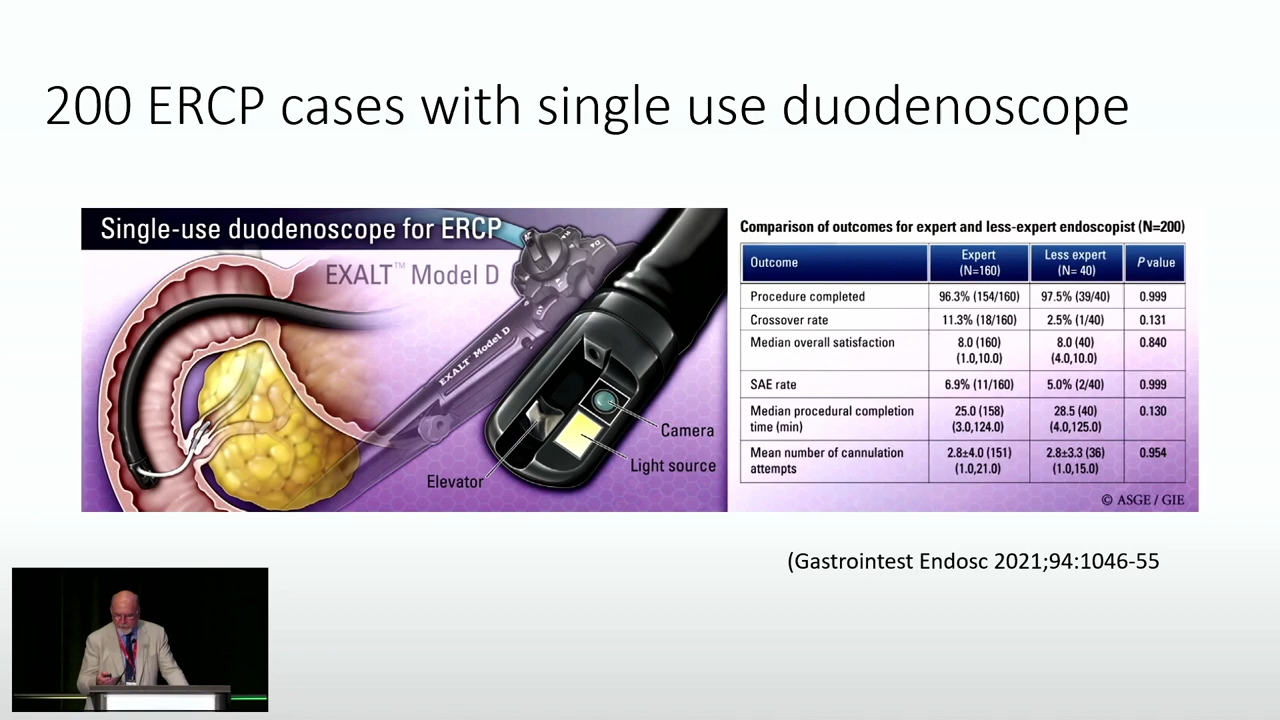 200 ERCP cases with single use duodenoscope
Single-use duodenoscope for ERCP
EXALT™ Model D
EXALT™ Model D
Camera
Light source
Elevator
Comparison of outcomes for expert and less-expert endoscopist (N=200)
Outcome Expert (N=160) Less expert (N= 40) P value
Procedure completed 96.3% (154/160) 97.5% (39/40) 0.999
Crossover rate 11.3% (18/160) 2.5% (1/40) 0.131
Median overall satisfaction 8.0 (160) 8.0 (40) 0.840
(1.0,10.0) (4.0,10.0)
SAE rate 6.9% (11/160) 5.0% (2/40) 0.999
Median procedural completion 25.0 (158) 28.5 (40) 0.130
time (min) (3.0,124.0) (4.0,125.0)
Mean number of cannulation 2.8±4.0 (151) 2.8±3.3 (36) 0.954
attempts (1.0,21.0) (1.0,15.0)
© ASGE / GIE
(Gastrointest Endosc 2021;94:1046-55